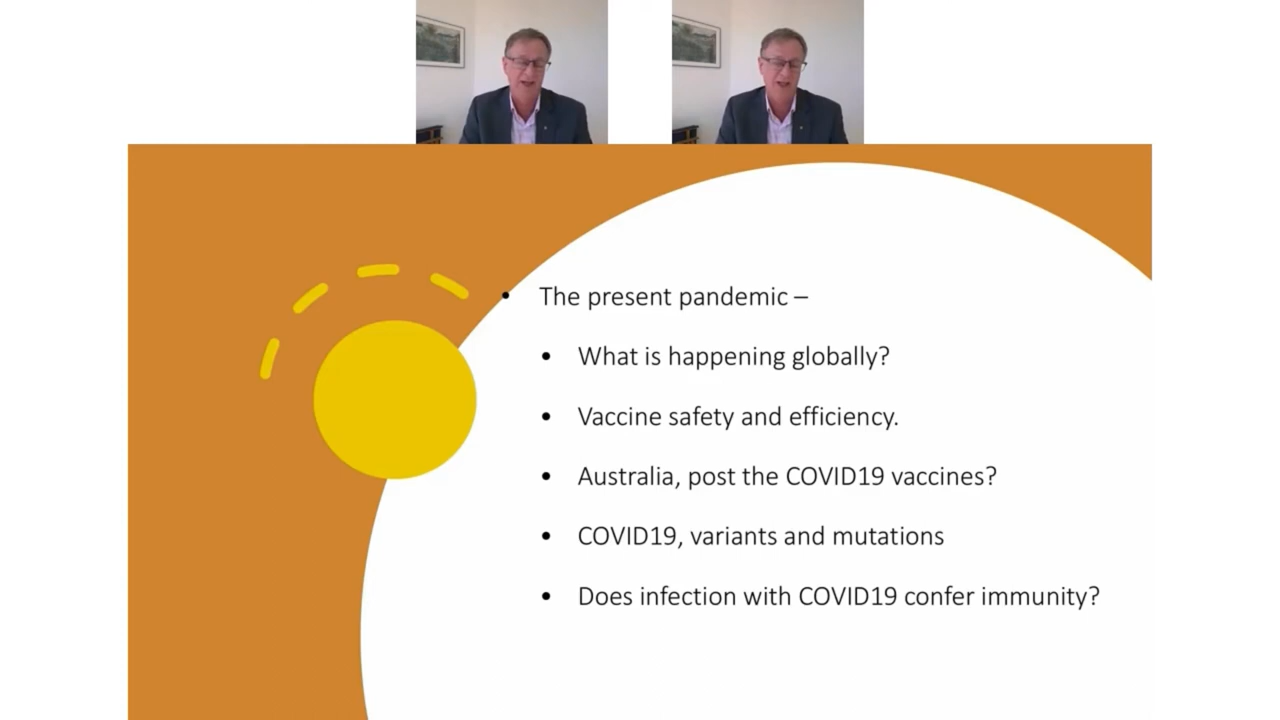 • The present pandemic –
• What is happening globally?
• Vaccine safety and efficiency.
• Australia, post the COVID19 vaccines?
• COVID19, variants and mutations
• Does infection with COVID19 confer immunity?